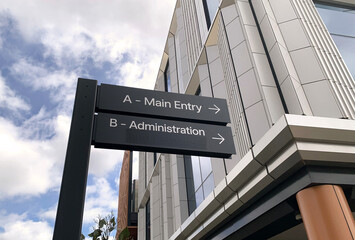 A - Main Entry →
B - Administration →